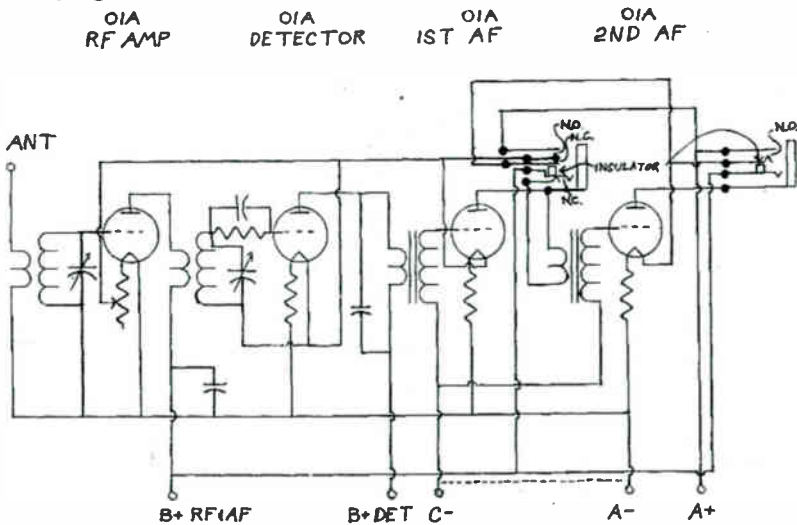 01A 01A 01A 01A
RF AMP DETECTOR 1ST AF 2ND AF
ANT
N.O.
N.C.
INSULATOR
N.C.
N.O.
B+ RF&AF B+ DET C- A- A+